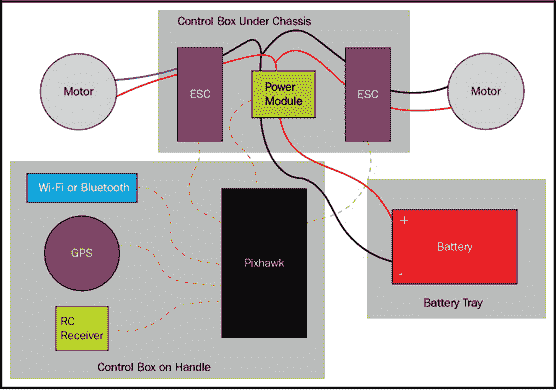 Control Box Under Chassis
Motor
ESC
Power
Module
ESC
Motor
Wi-Fi or Bluetooth
GPS
Pixhawk
+
Battery
-
RC
Receiver
Battery Tray
Control Box on Handle